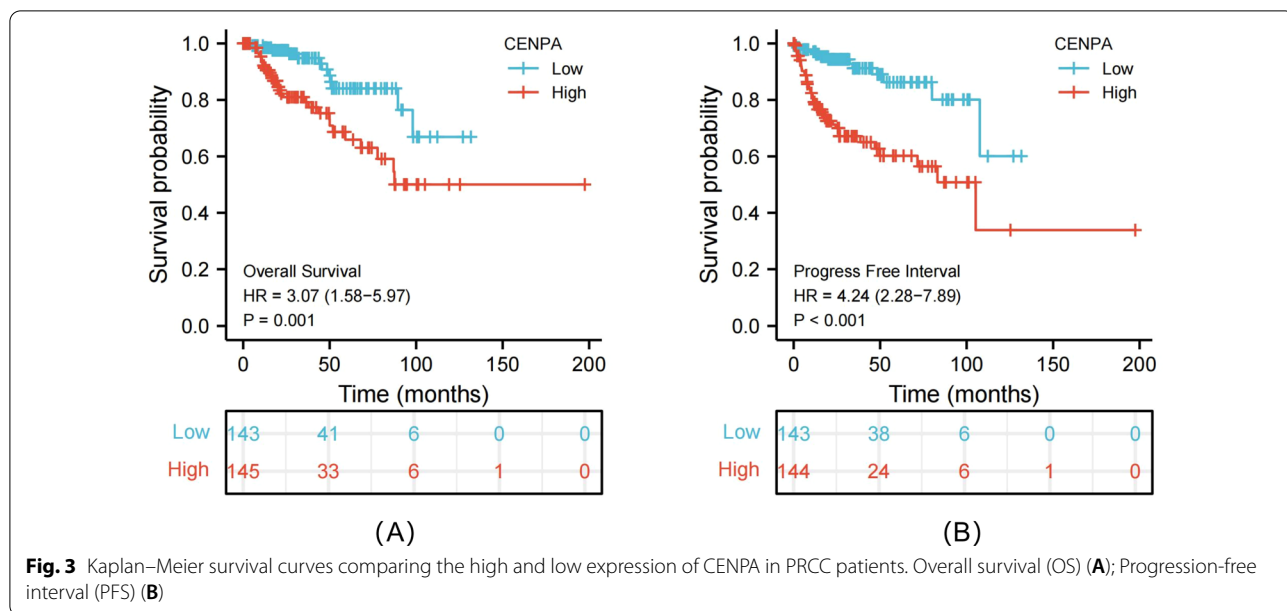 CENPA
Low
High
1.0
0.8
0.6
0.4
0.2
0.0
Survival probability
Overall Survival
HR = 3.07 (1.58−5.97)
P = 0.001
0 50 100 150 200
Time (months)
Low 143 41 6 0 0
High 145 33 6 1 0
(A)
CENPA
Low
High
1.0
0.8
0.6
0.4
0.2
0.0
Survival probability
Progress Free Interval
HR = 4.24 (2.28−7.89)
P < 0.001
0 50 100 150 200
Time (months)
Low 143 38 6 0 0
High 144 24 6 1 0
(B)
Fig. 3 Kaplan–Meier survival curves comparing the high and low expression of CENPA in PRCC patients. Overall survival (OS) (A); Progression-free
interval (PFS) (B)